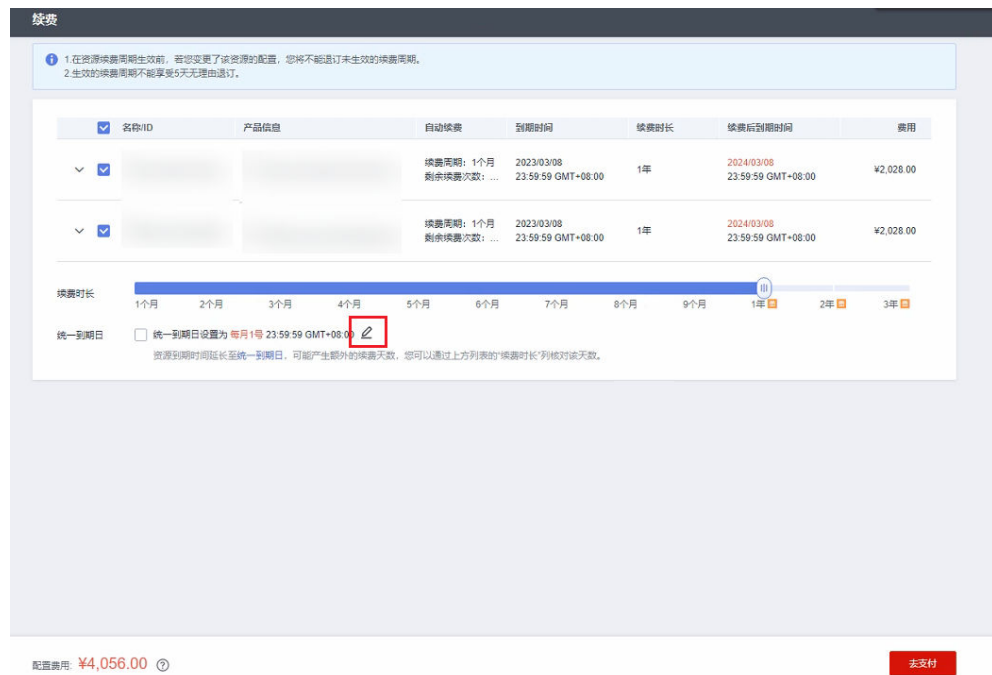 续费
1.在资源续费周期生效前，若您变更了该资源的配置，您将不能退订未生效的续费周期。
2.生效的续费周期不能享受5天无理由退订。
名称/ID 产品信息 自动续费 到期时间 续费时长 续费后到期时间 费用
续费周期：1个月 2023/03/08 2024/03/08
剩余续费次数：... 23:59:59 GMT+08:00 1年 23:59:59 GMT+08:00 ¥2,028.00
续费周期：1个月 2023/03/08 2024/03/08
剩余续费次数：... 23:59:59 GMT+08:00 1年 23:59:59 GMT+08:00 ¥2,028.00
续费时长
1个月 2个月 3个月 4个月 5个月 6个月 7个月 8个月 9个月 1年 2年 3年
统一到期日 统一到期日设置为 每月1号 23:59:59 GMT+08:00
资源到期时间延长至统一到期日，可能产生额外的续费天数，您可以通过上方列表的“续费时长”列核对该天数。
配置费用: ¥4,056.00 去支付